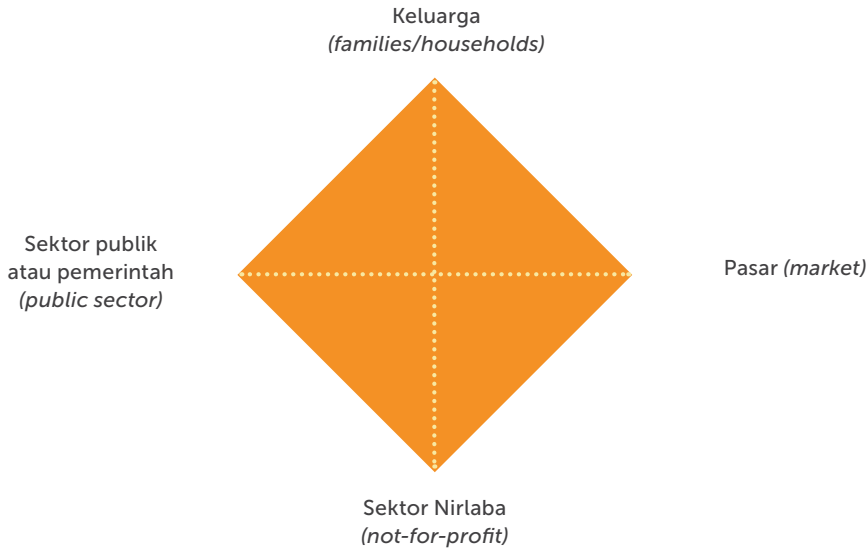 Keluarga
(families/households)
Sektor publik
atau pemerintah
(public sector)
Pasar (market)
Sektor Nirlaba
(not-for-profit)